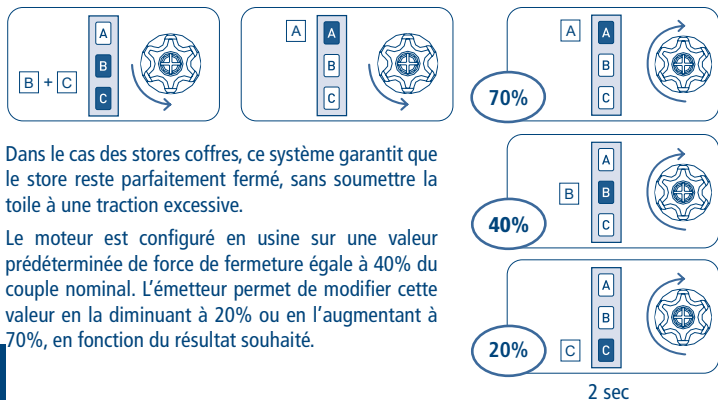 A
B
C
B + C
A
A
B
C
A
A
B
C
70%
Dans le cas des stores coffres, ce système garantit que
le store reste parfaitement fermé, sans soumettre la
toile à une traction excessive.
Le moteur est configuré en usine sur une valeur
prédéterminée de force de fermeture égale à 40% du
couple nominal. L’émetteur permet de modifier cette
valeur en la diminuant à 20% ou en l’augmentant à
70%, en fonction du résultat souhaité.
B
A
B
C
40%
C
A
B
C
20%
2 sec